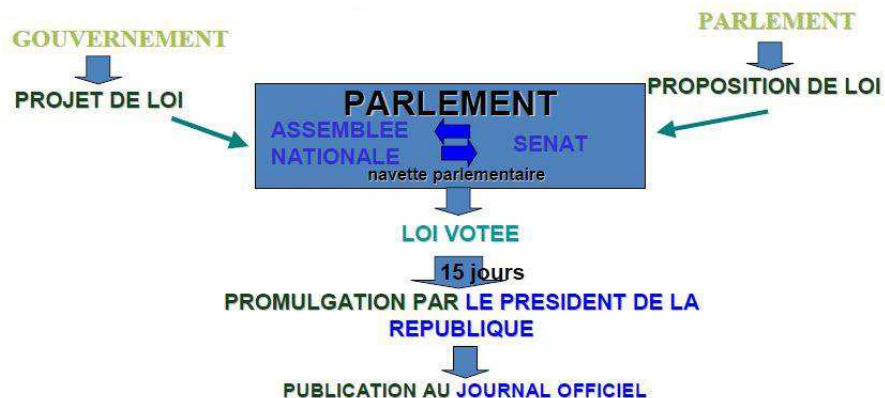 GOUVERNEMENT
PARLEMENT
PROJET DE LOI
PROPOSITION DE LOI
PARLEMENT
ASSEMBLEE
NATIONALE
SENAT
navette parlementaire
LOI VOTEE
15 jours
PROMULGATION PAR LE PRESIDENT DE LA
REPUBLIQUE
PUBLICATION AU JOURNAL OFFICIEL